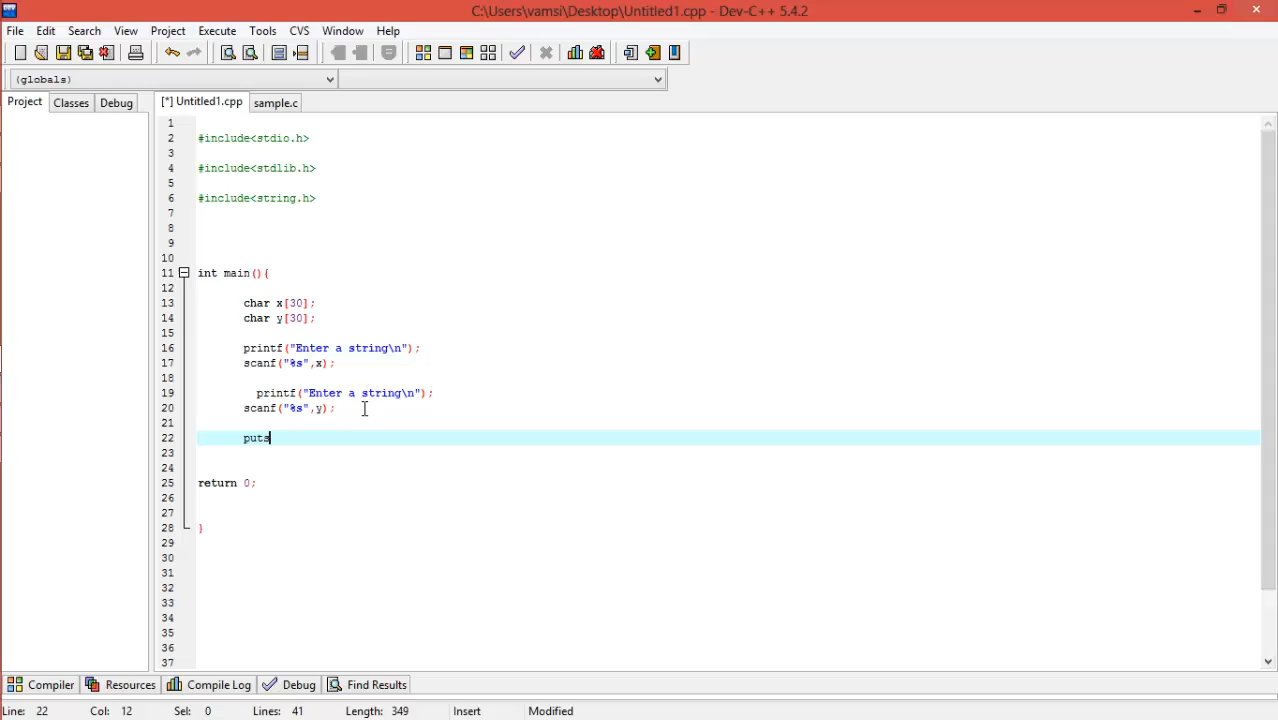 C:\Users\vamsi\Desktop\Untitled1.cpp - Dev-C++ 5.4.2
File Edit Search View Project Execute Tools CVS Window Help
(globals)
Project Classes Debug [*] Untitled1.cpp sample.c
1
2 #include<stdio.h>
3
4 #include<stdlib.h>
5
6 #include<string.h>
7
8
9
10
11 int main(){
12
13 char x[30];
14 char y[30];
15
16 printf("Enter a string\n");
17 scanf("%s",x);
18
19 printf("Enter a string\n");
20 scanf("%s",y);
21
22 puts
23
24
25 return 0;
26
27
28 }
29
30
31
32
33
34
35
36
37
Compiler Resources Compile Log Debug Find Results
Line: 22 Col: 12 Sel: 0 Lines: 41 Length: 349 Insert Modified